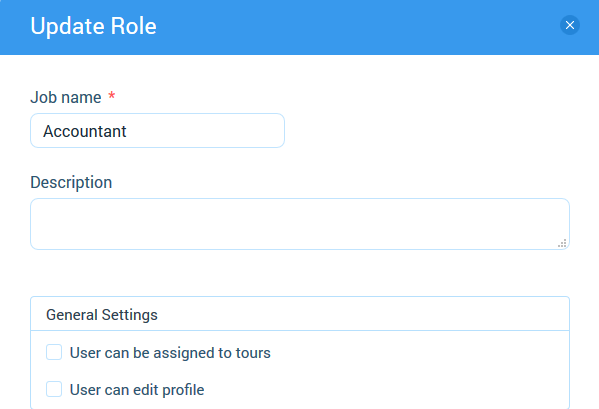 Update Role
Job name *
Accountant
Description
General Settings
User can be assigned to tours
User can edit profile